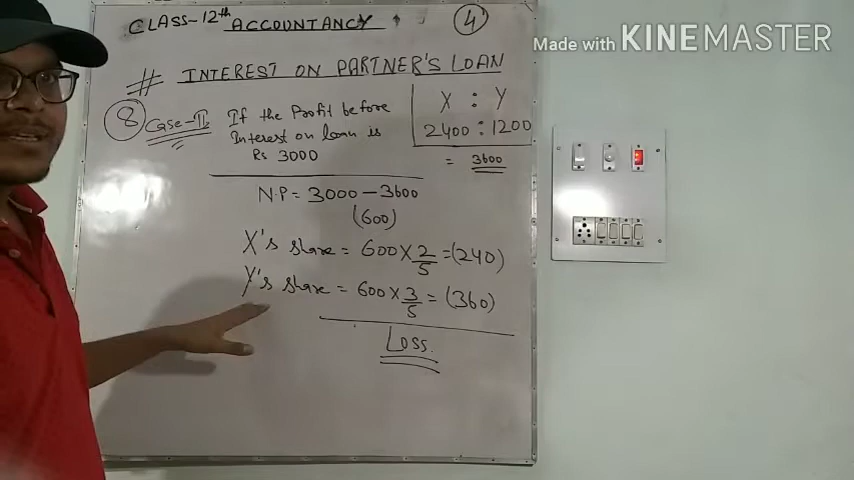 CLASS-12th ACCOUNTANCY
4
Made with KINEMASTER
# INTEREST ON PARTNER'S LOAN
8 Case-II If the Profit before
Interest on loan is
Rs 3000
X : Y
2400 : 1200
= 3600
N.P = 3000 - 3600
(600)
X's share = 600 × 2/5 = (240)
Y's share = 600 × 3/5 = (360)
Loss.